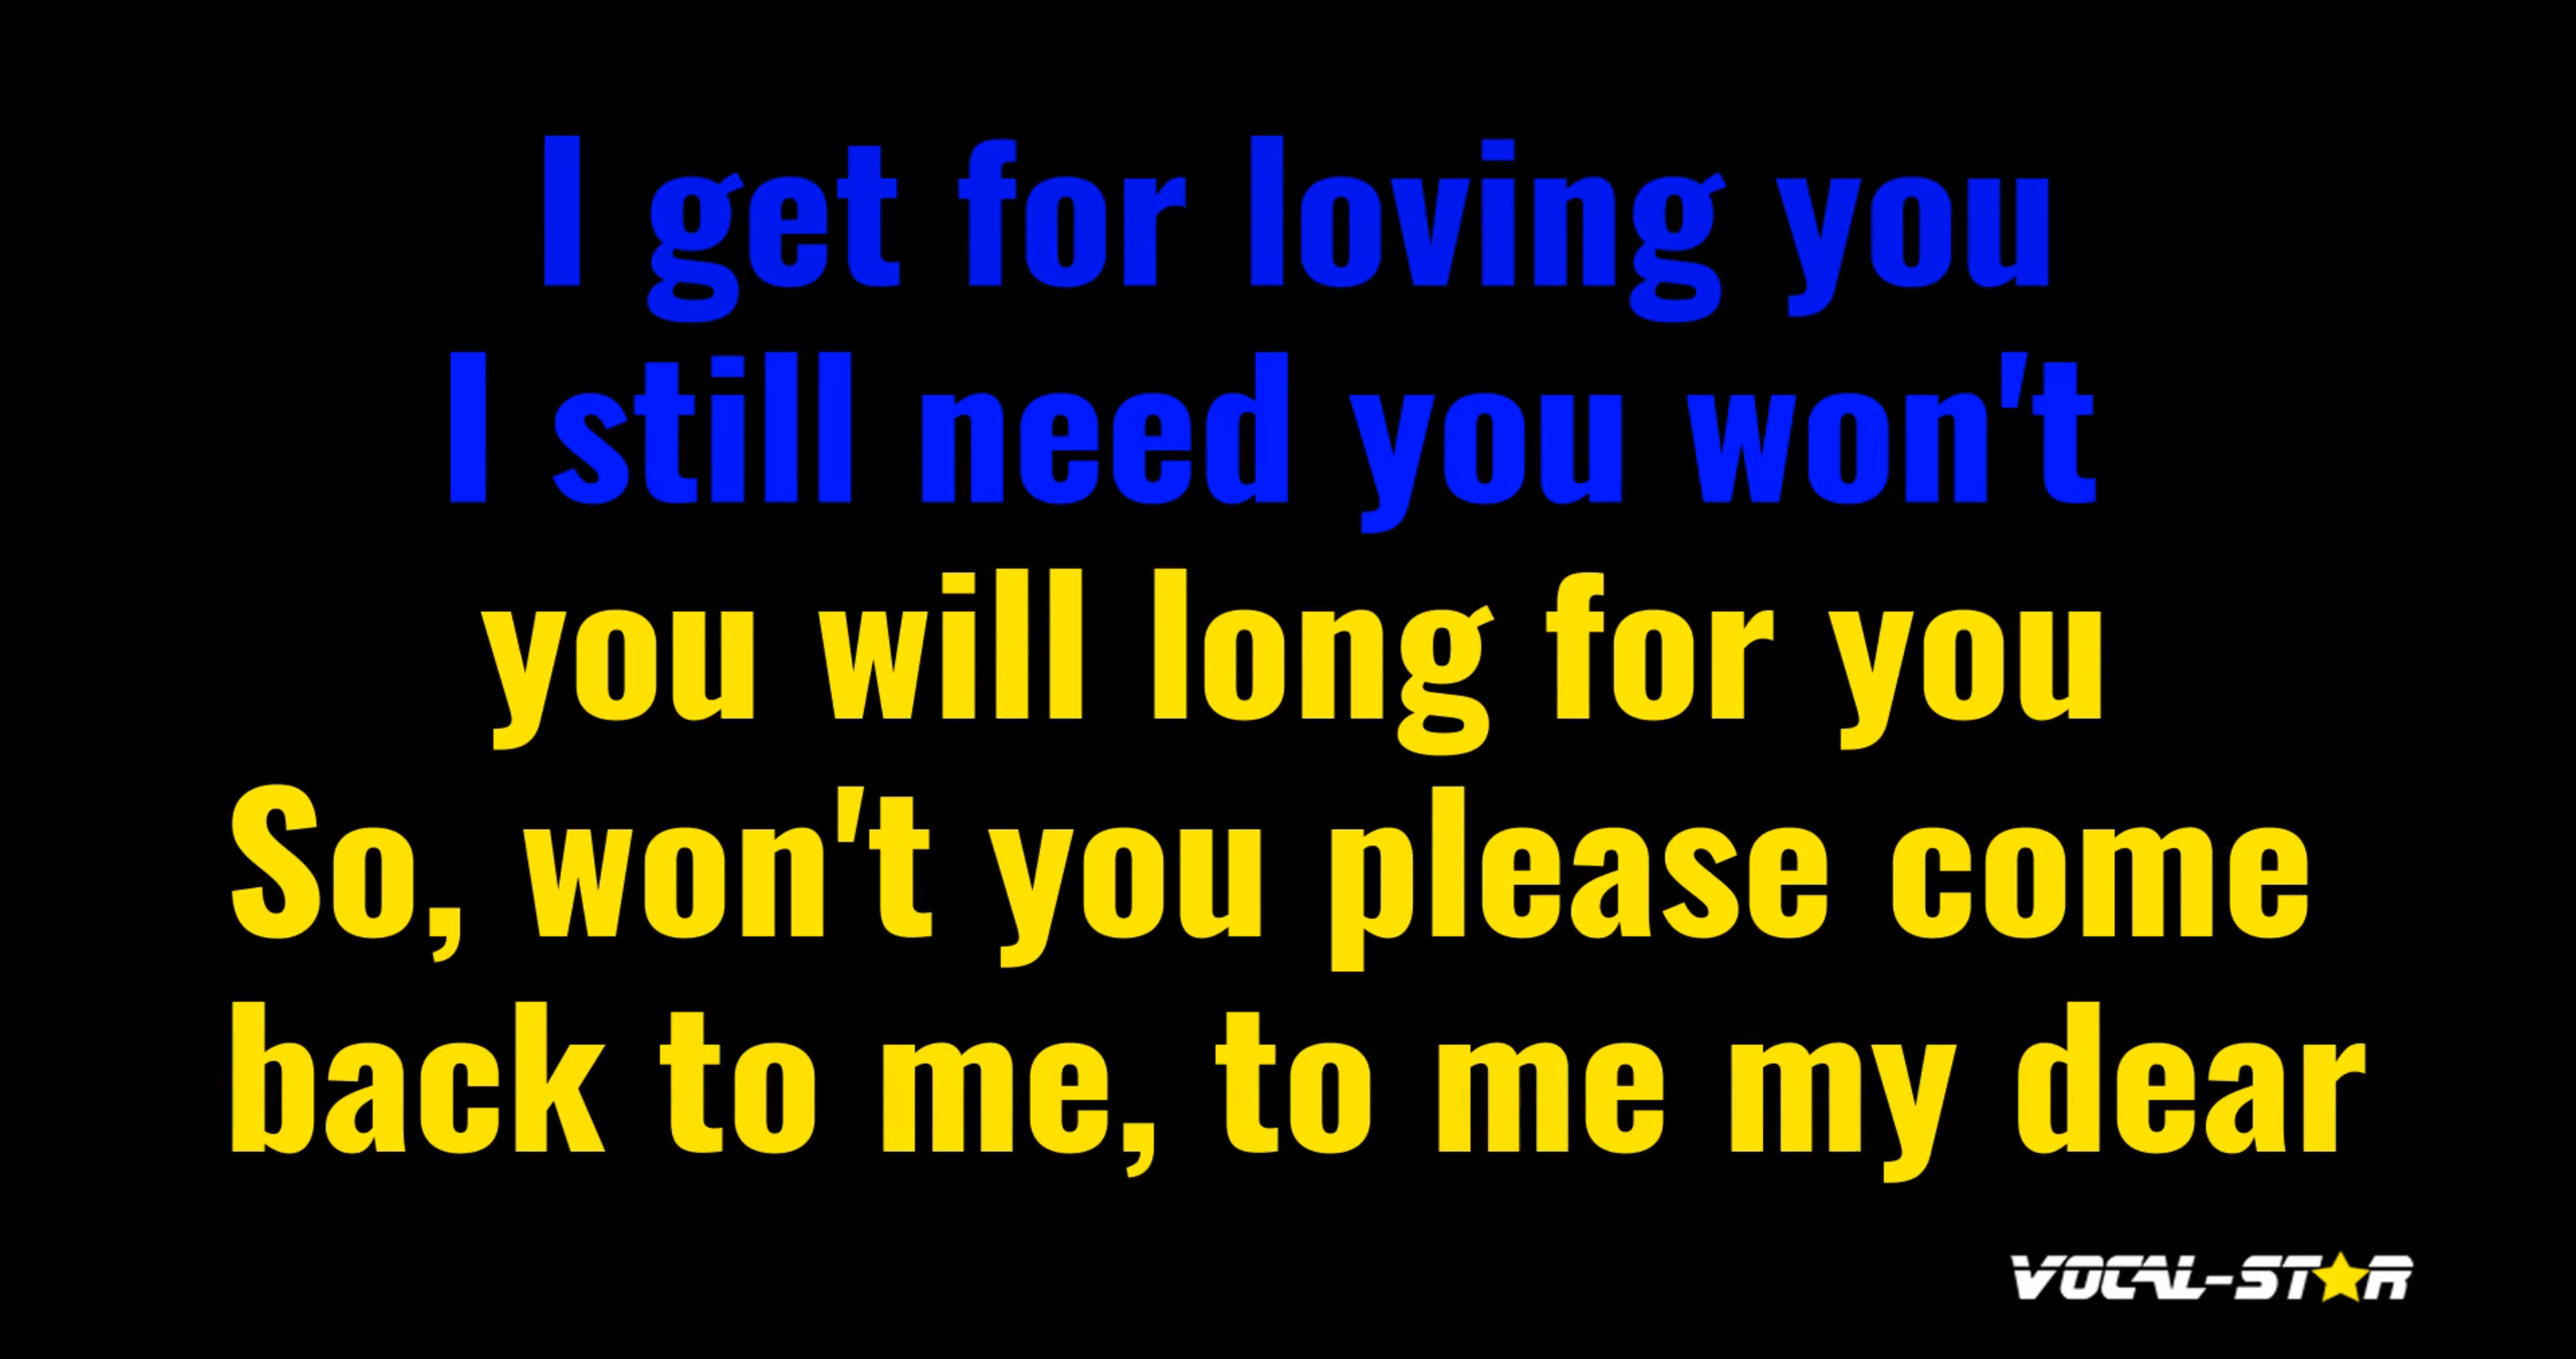 I get for loving you
I still need you won't
you will long for you
So, won't you please come
back to me, to me my dear
VOCAL-STAR